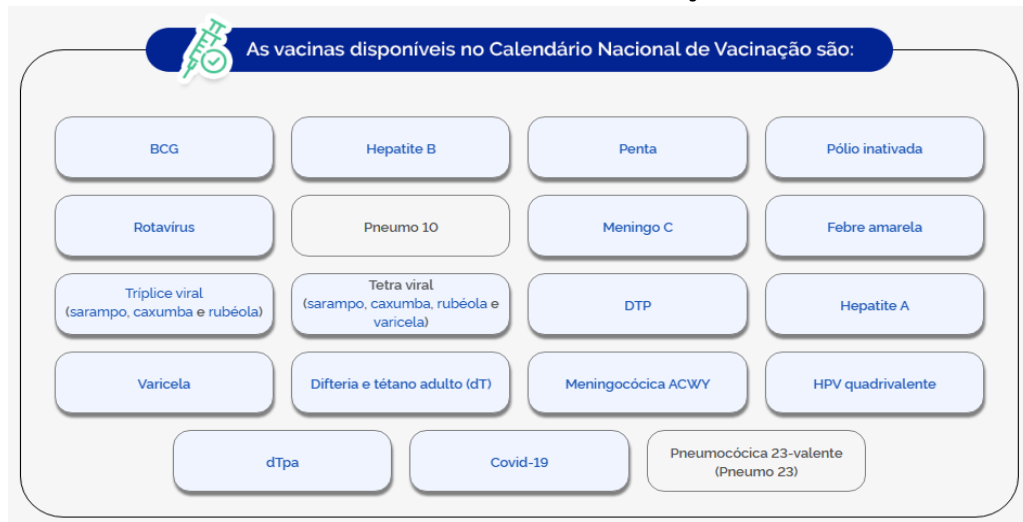 As vacinas disponíveis no Calendário Nacional de Vacinação são:
BCG
Hepatite B
Penta
Pólio inativada
Rotavírus
Pneumo 10
Meningo C
Febre amarela
Tríplice viral
(sarampo, caxumba e rubéola)
Tetra viral
(sarampo, caxumba, rubéola e
varicela)
DTP
Hepatite A
Varicela
Difteria e tétano adulto (dT)
Meningocócica ACWY
HPV quadrivalente
dTpa
Covid-19
Pneumocócica 23-valente
(Pneumo 23)